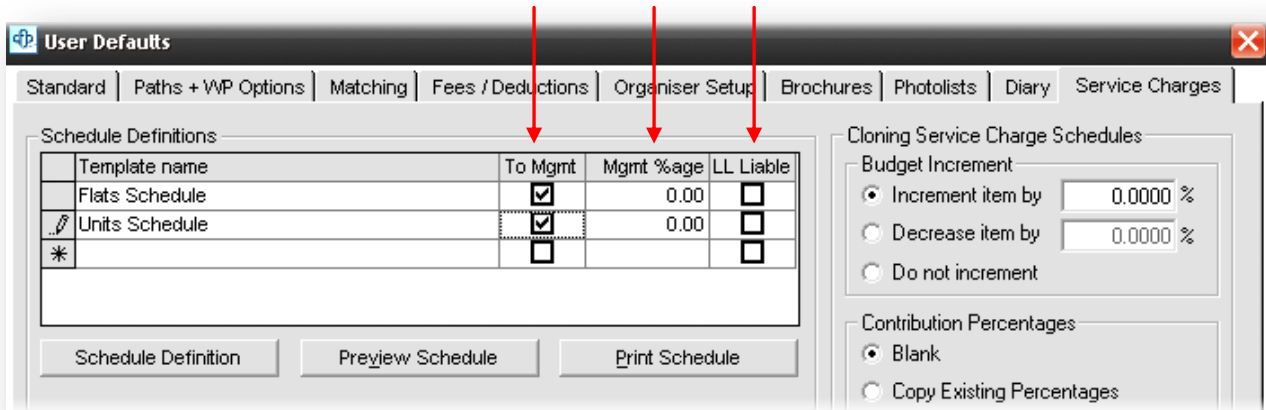 User Defaults
Standard Paths + WP Options Matching Fees / Deductions Organiser Setup Brochures Photolists Diary Service Charges
Schedule Definitions
Template name To Mgmt Mgmt %age LL Liable
Flats Schedule 0.00
Units Schedule 0.00
Schedule Definition Preview Schedule Print Schedule
Cloning Service Charge Schedules
Budget Increment
Increment item by 0.0000 %
Decrease item by 0.0000 %
Do not increment
Contribution Percentages
Blank
Copy Existing Percentages